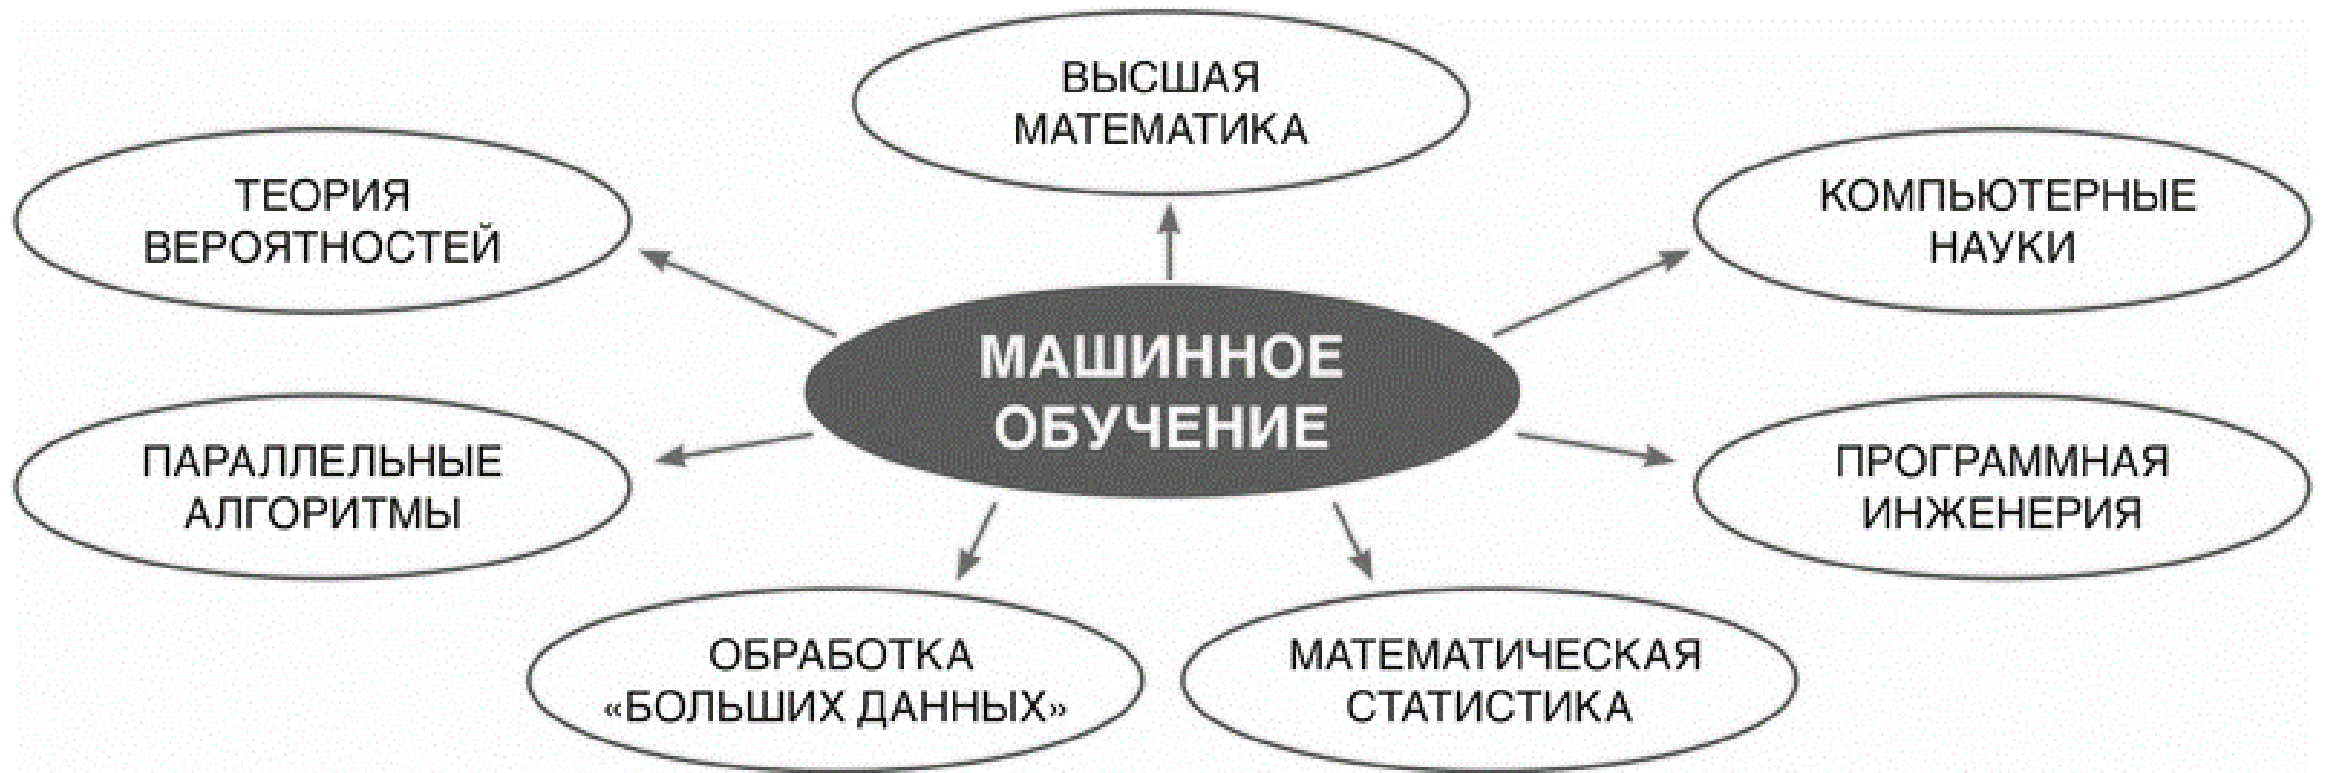 ВЫСШАЯ
МАТЕМАТИКА
ТЕОРИЯ
ВЕРОЯТНОСТЕЙ
КОМПЬЮТЕРНЫЕ
НАУКИ
МАШИННОЕ
ОБУЧЕНИЕ
ПАРАЛЛЕЛЬНЫЕ
АЛГОРИТМЫ
ПРОГРАММНАЯ
ИНЖЕНЕРИЯ
ОБРАБОТКА
«БОЛЬШИХ ДАННЫХ»
МАТЕМАТИЧЕСКАЯ
СТАТИСТИКА